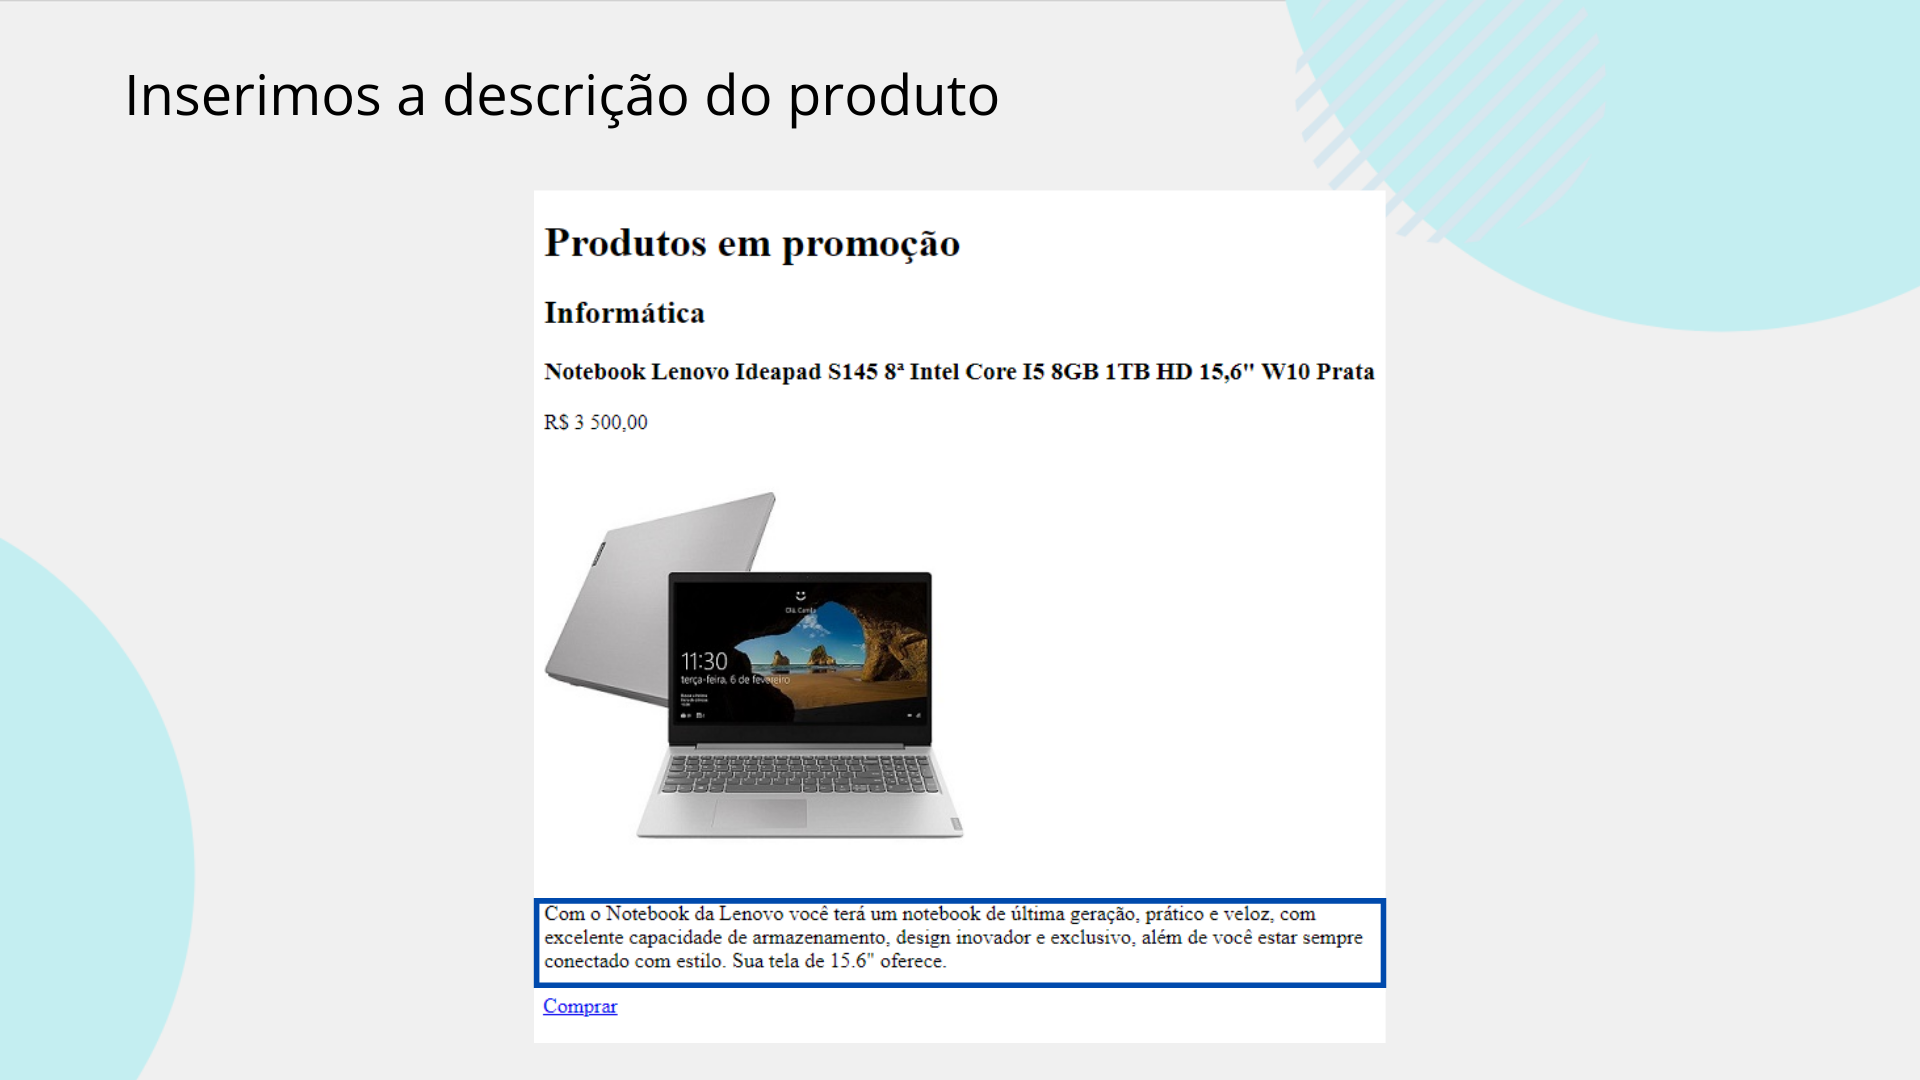 Inserimos a descrição do produto
Produtos em promoção
Informática
Notebook Lenovo Ideapad S145 8ª Intel Core I5 8GB 1TB HD 15,6" W10 Prata
R$ 3 500,00
Olá, Camila
11:30
terça-feira, 6 de fevereiro
Com o Notebook da Lenovo você terá um notebook de última geração, prático e veloz, com
excelente capacidade de armazenamento, design inovador e exclusivo, além de você estar sempre
conectado com estilo. Sua tela de 15.6" oferece.
Comprar